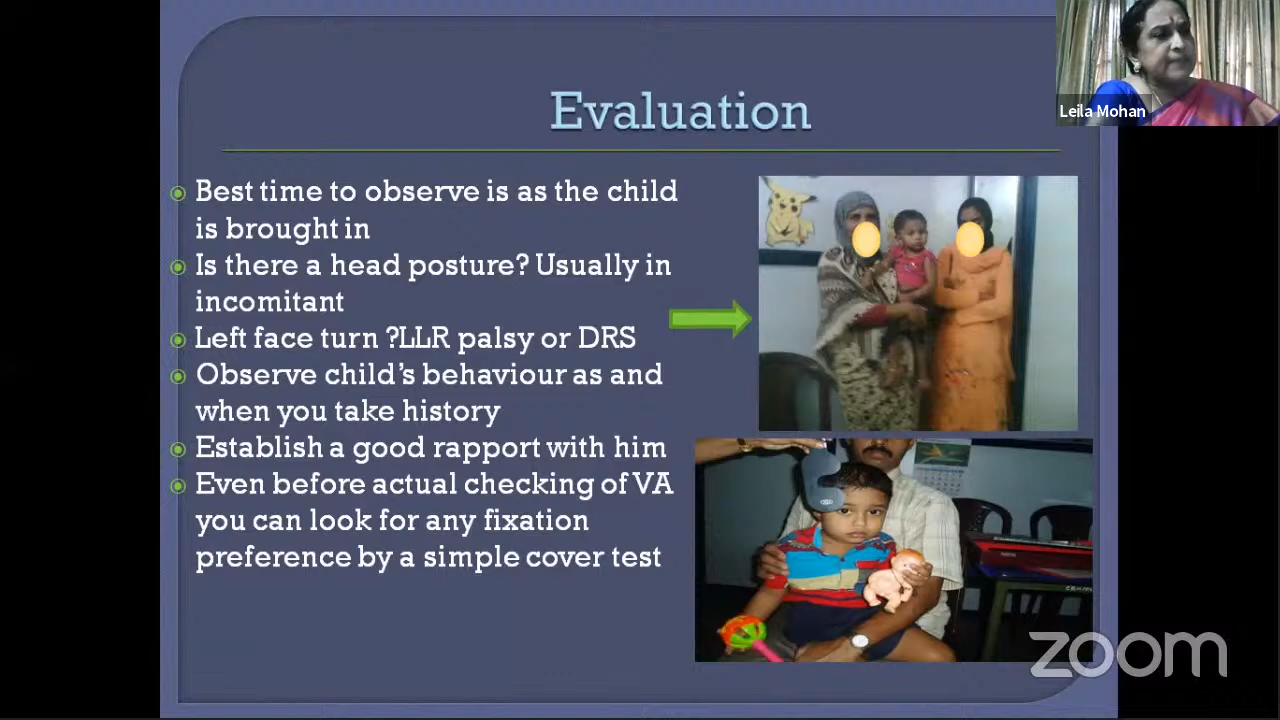 Evaluation
Best time to observe is as the child
is brought in
Is there a head posture? Usually in
incomitant
Left face turn ?LLR palsy or DRS
Observe child's behaviour as and
when you take history
Establish a good rapport with him
Even before actual checking of VA
you can look for any fixation
preference by a simple cover test
Leila Mohan
zoom